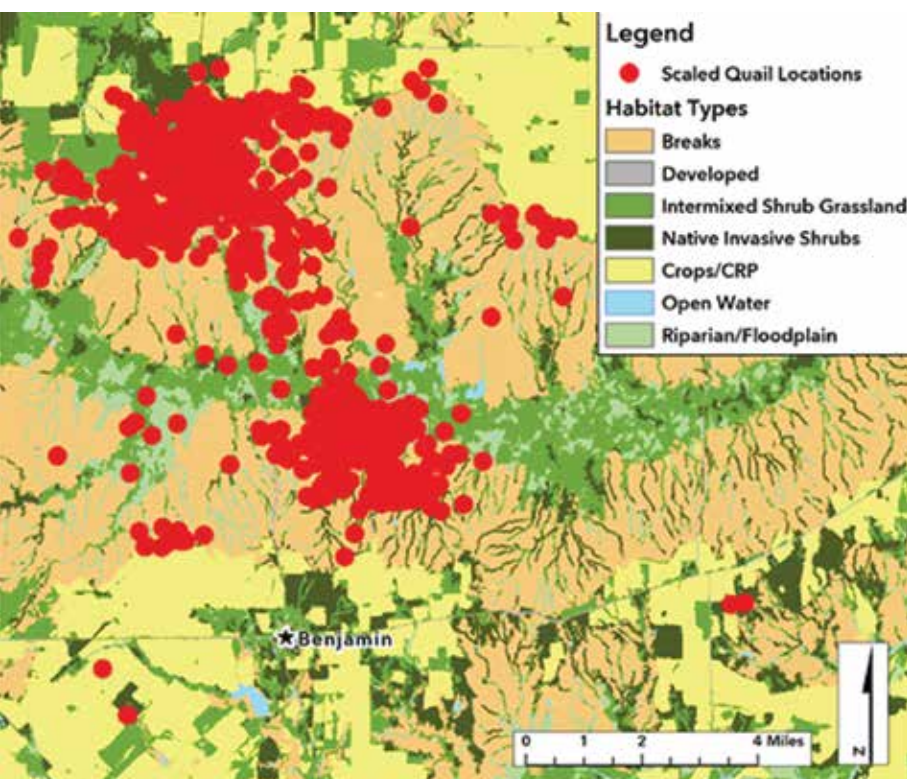 Legend
Scaled Quail Locations
Habitat Types
Breaks
Developed
Intermixed Shrub Grassland
Native Invasive Shrubs
Crops/CRP
Open Water
Riparian/Floodplain
Benjamin
0 1 2 4 Miles
N